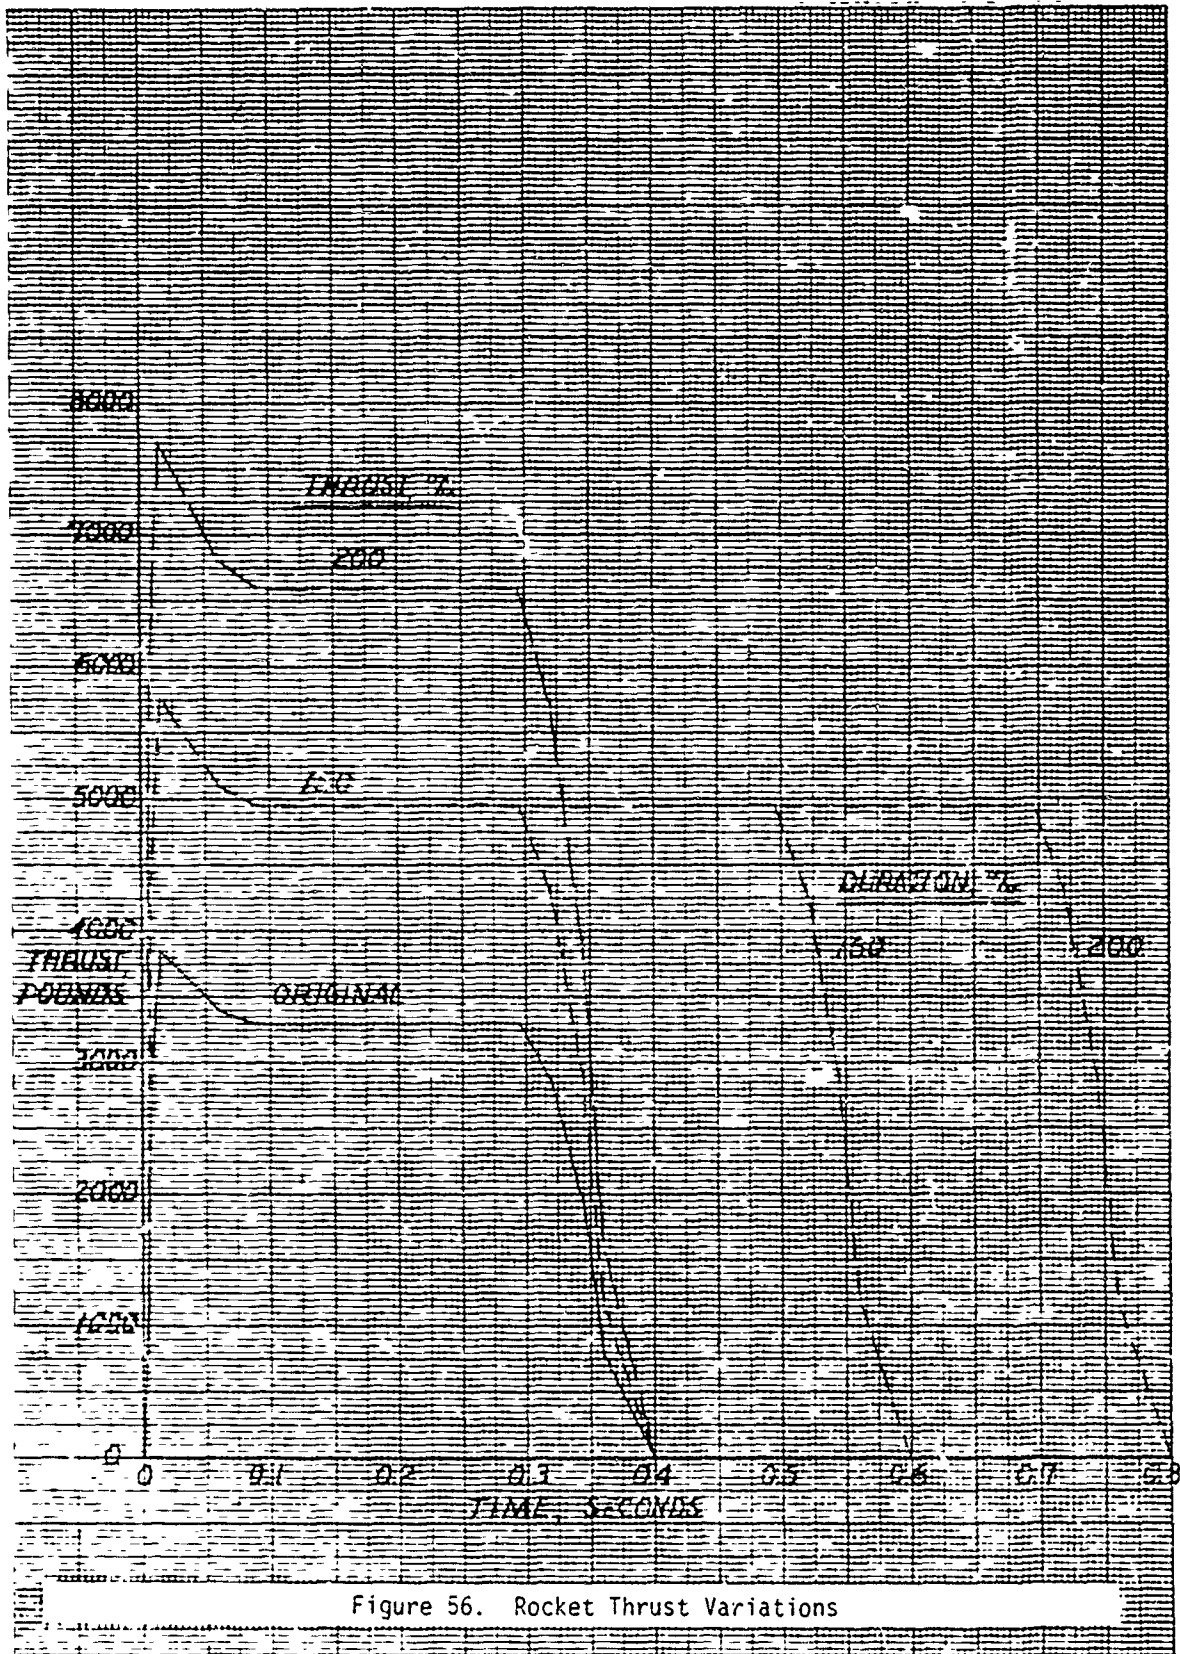 8000
THRUST, %
7000
200
6000
150
5000
DURATION, %
4000
150
200
THRUST,
POUNDS
ORIGINAL
3000
2000
1000
0
0 0.1 0.2 0.3 0.4 0.5 0.6 0.7 0.8
TIME, SECONDS
Figure 56. Rocket Thrust Variations